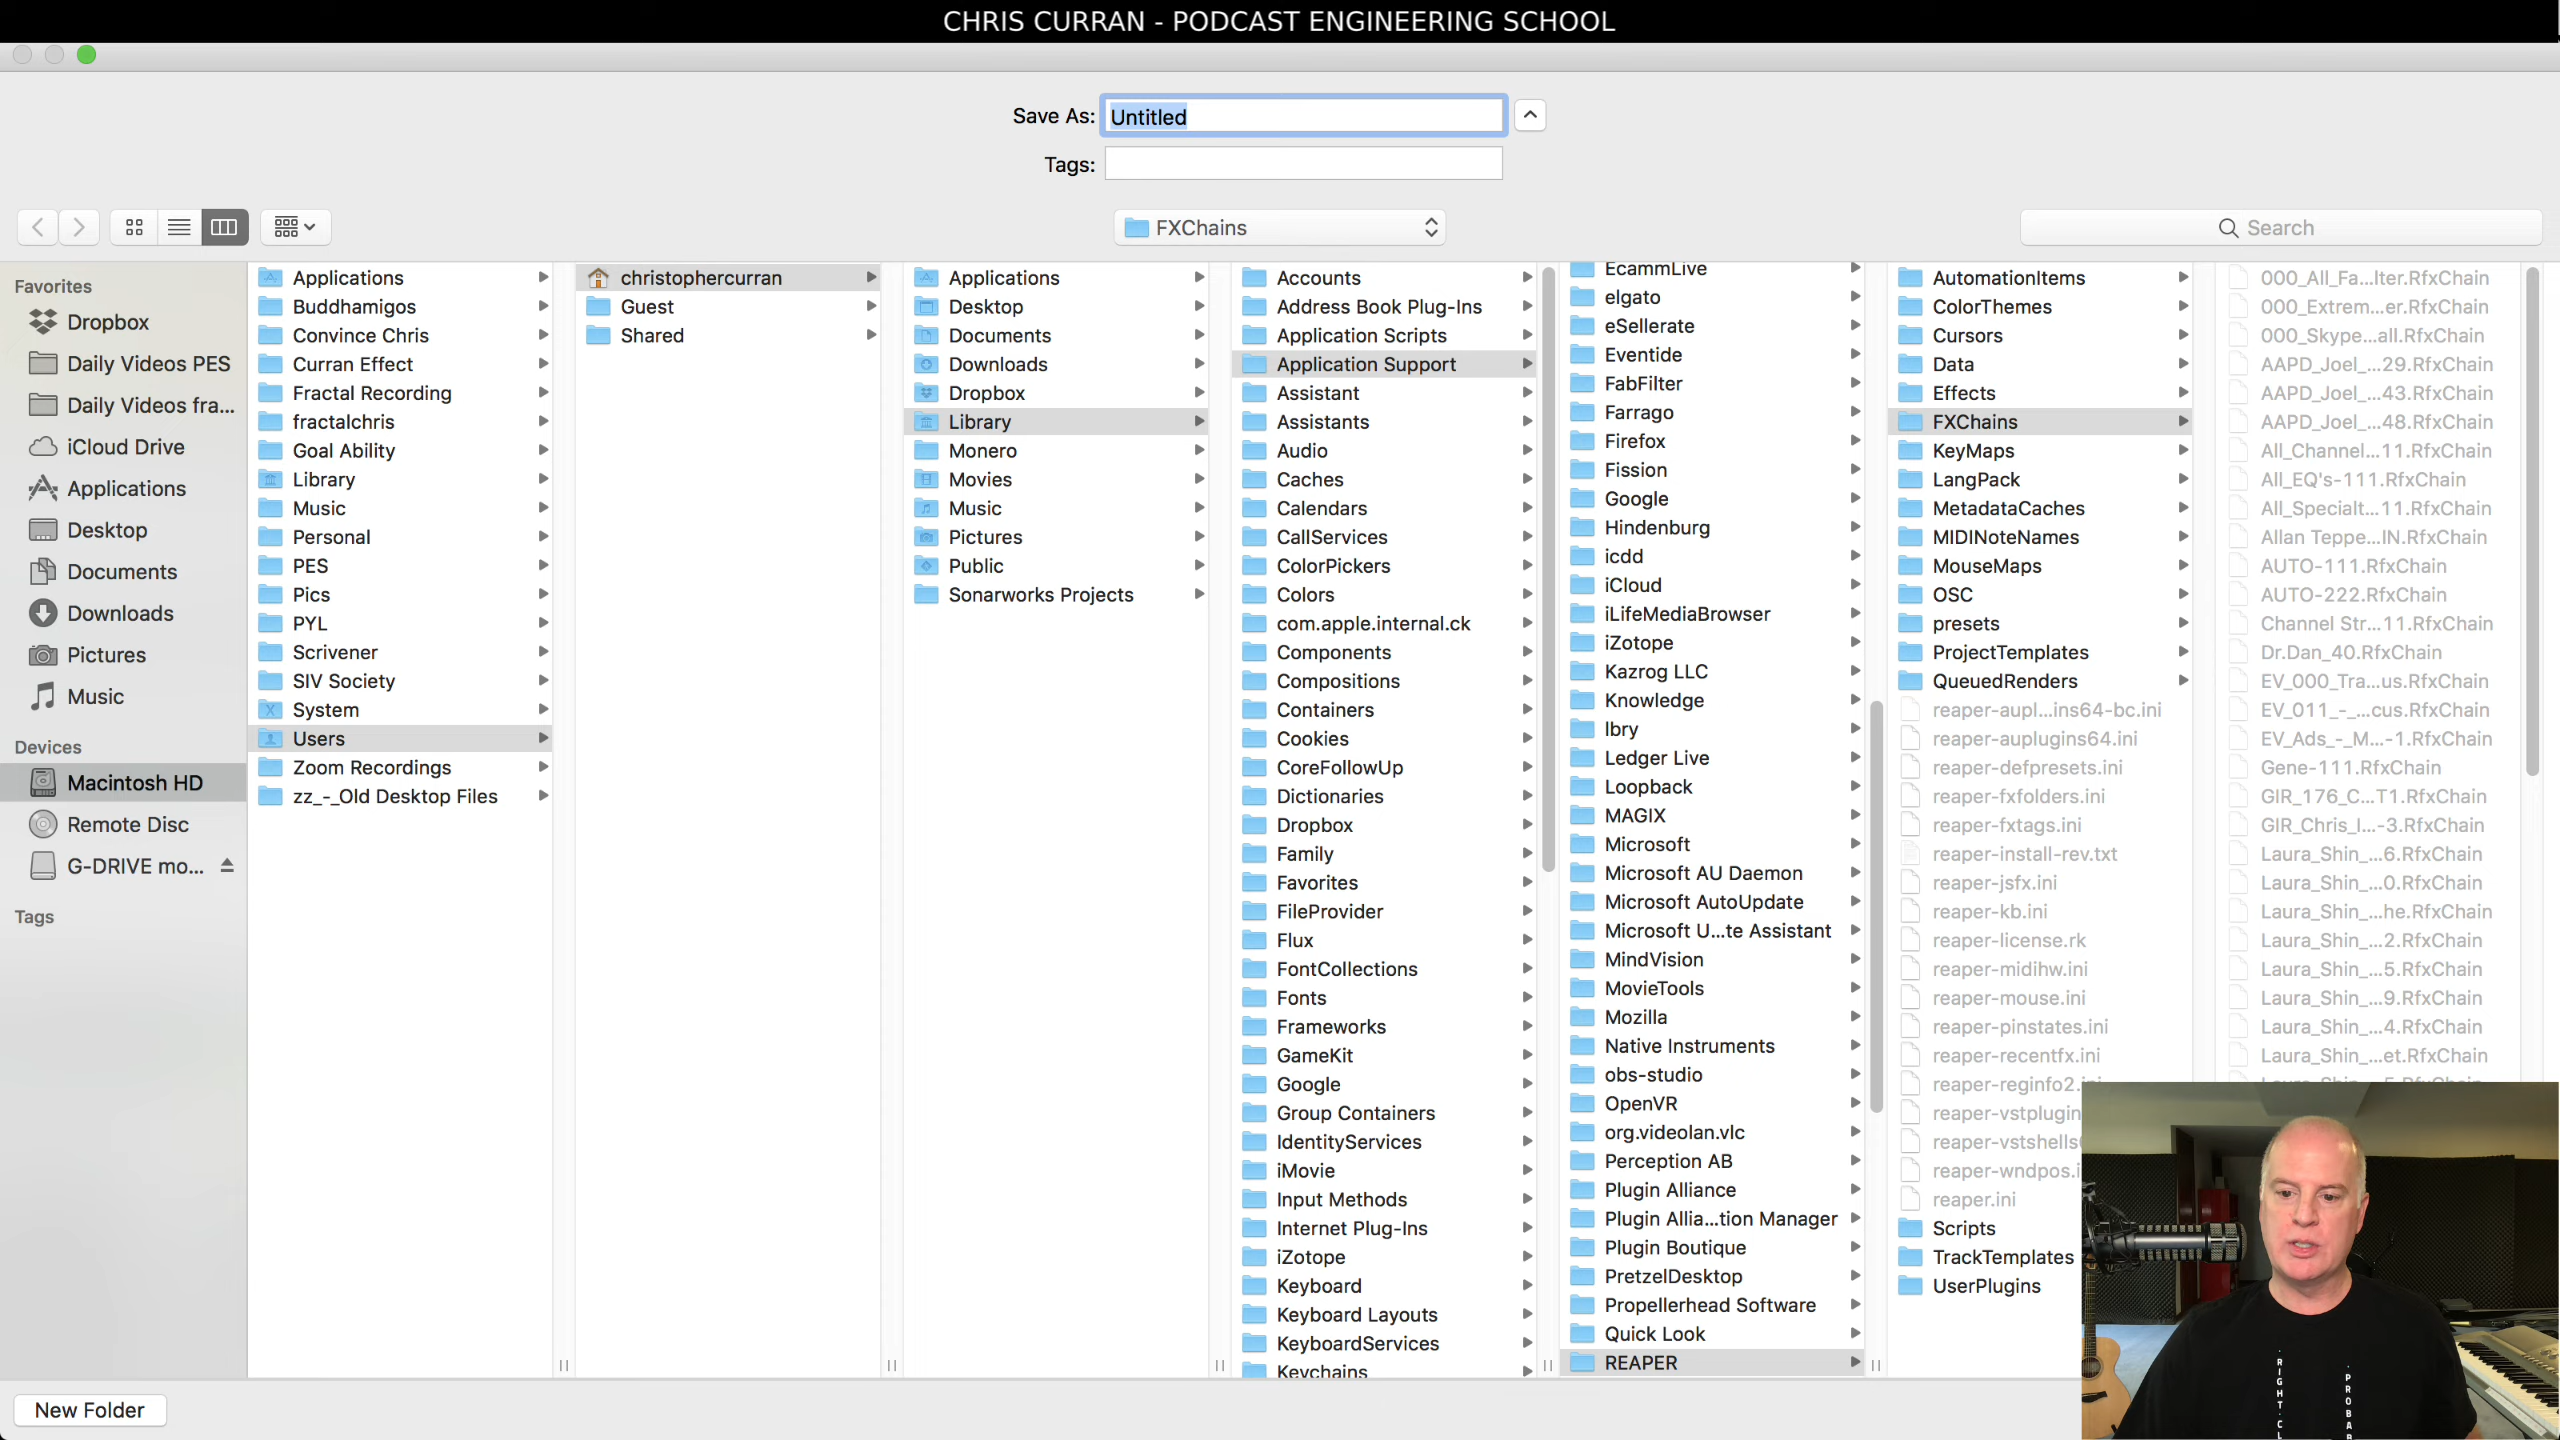 CHRIS CURRAN - PODCAST ENGINEERING SCHOOL
Save As: Untitled
Tags:
FXChains
Search
Favorites
Dropbox
Daily Videos PES
Daily Videos fra...
iCloud Drive
Applications
Desktop
Documents
Downloads
Pictures
Music
Devices
Macintosh HD
Remote Disc
G-DRIVE mo...
Tags
Applications
Buddhamigos
Convince Chris
Curran Effect
Fractal Recording
fractalchris
Goal Ability
Library
Music
Personal
PES
Pics
PYL
Scrivener
SIV Society
System
Users
Zoom Recordings
zz_-_Old Desktop Files
christophercurran
Guest
Shared
Applications
Desktop
Documents
Downloads
Dropbox
Library
Monero
Movies
Music
Pictures
Public
Sonarworks Projects
Accounts
Address Book Plug-Ins
Application Scripts
Application Support
Assistant
Assistants
Audio
Caches
Calendars
CallServices
ColorPickers
Colors
com.apple.internal.ck
Components
Compositions
Containers
Cookies
CoreFollowUp
Dictionaries
Dropbox
Family
Favorites
FileProvider
Flux
FontCollections
Fonts
Frameworks
GameKit
Google
Group Containers
IdentityServices
iMovie
Input Methods
Internet Plug-Ins
iZotope
Keyboard
Keyboard Layouts
KeyboardServices
Keychains
EcammLive
elgato
eSellerate
Eventide
FabFilter
Farrago
Firefox
Fission
Google
Hindenburg
icdd
iCloud
iLifeMediaBrowser
iZotope
Kazrog LLC
Knowledge
lbry
Ledger Live
Loopback
MAGIX
Microsoft
Microsoft AU Daemon
Microsoft AutoUpdate
Microsoft U...te Assistant
MindVision
MovieTools
Mozilla
Native Instruments
obs-studio
OpenVR
org.videolan.vlc
Perception AB
Plugin Alliance
Plugin Allia...tion Manager
Plugin Boutique
PretzelDesktop
Propellerhead Software
Quick Look
REAPER
AutomationItems
ColorThemes
Cursors
Data
Effects
FXChains
KeyMaps
LangPack
MetadataCaches
MIDINoteNames
MouseMaps
OSC
presets
ProjectTemplates
QueuedRenders
reaper-aupl...ins64-bc.ini
reaper-auplugins64.ini
reaper-defpresets.ini
reaper-fxfolders.ini
reaper-fxtags.ini
reaper-install-rev.txt
reaper-jsfx.ini
reaper-kb.ini
reaper-license.rk
reaper-midihw.ini
reaper-mouse.ini
reaper-pinstates.ini
reaper-recentfx.ini
reaper-reginfo2.ini
reaper-vstplugin
reaper-vstshells
reaper-wndpos.i
reaper.ini
Scripts
TrackTemplates
UserPlugins
000_All_Fa...lter.RfxChain
000_Extrem...er.RfxChain
000_Skype...all.RfxChain
AAPD_Joel_...29.RfxChain
AAPD_Joel_...43.RfxChain
AAPD_Joel_...48.RfxChain
All_Channel...11.RfxChain
All_EQ's-111.RfxChain
All_Specialt...11.RfxChain
Allan Teppe...IN.RfxChain
AUTO-111.RfxChain
AUTO-222.RfxChain
Channel Str...11.RfxChain
Dr.Dan_40.RfxChain
EV_000_Tra...us.RfxChain
EV_011_-_...cus.RfxChain
EV_Ads_-_M...-1.RfxChain
Gene-111.RfxChain
GIR_176_C...T1.RfxChain
GIR_Chris_I...-3.RfxChain
Laura_Shin_...6.RfxChain
Laura_Shin_...0.RfxChain
Laura_Shin_...he.RfxChain
Laura_Shin_...2.RfxChain
Laura_Shin_...5.RfxChain
Laura_Shin_...9.RfxChain
Laura_Shin_...4.RfxChain
Laura_Shin_...et.RfxChain
New Folder
RIGHT CL
PROBA